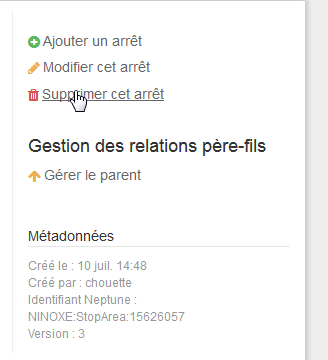 Ajouter un arrêt
Modifier cet arrêt
Supprimer cet arrêt
Gestion des relations père-fils
Gérer le parent
Métadonnées
Créé le : 10 juil. 14:48
Créé par : chouette
Identifiant Neptune :
NINOXE:StopArea:15626057
Version : 3